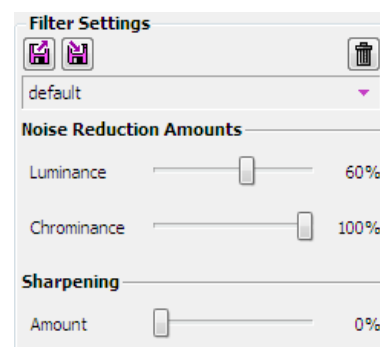 Filter Settings
default
Noise Reduction Amounts
Luminance 60%
Chrominance 100%
Sharpening
Amount 0%